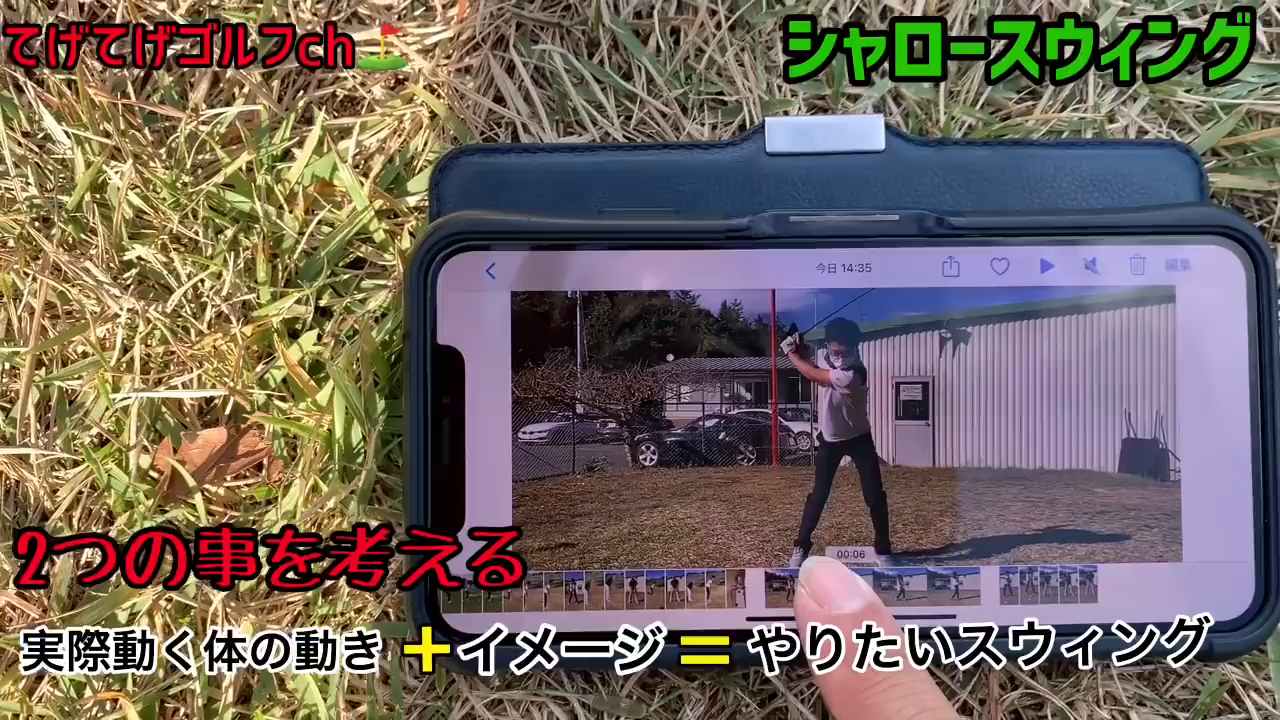 てげてげゴルフch⛳
シャロースウィング
今日 14:35
編集
00:06
2つの事を考える
実際動く体の動き＋イメージ＝やりたいスウィング